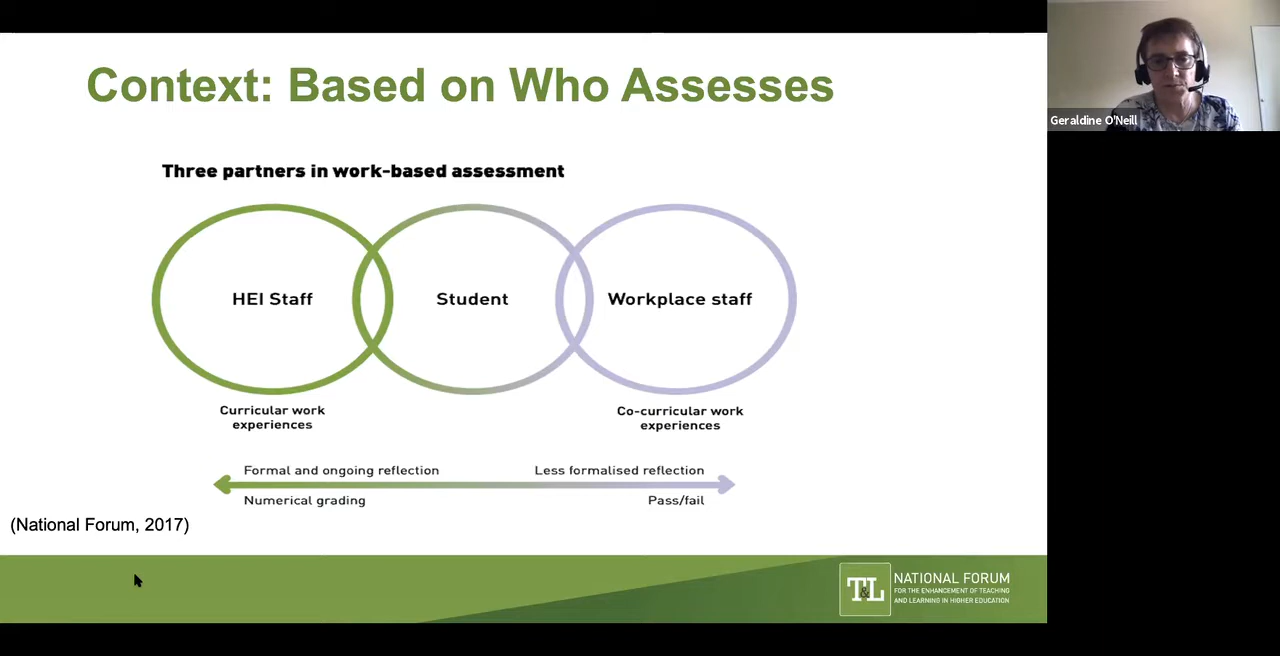 Context: Based on Who Assesses
Geraldine O'Neill
Three partners in work-based assessment
HEI Staff
Student
Workplace staff
Curricular work
experiences
Co-curricular work
experiences
Formal and ongoing reflection
Less formalised reflection
Numerical grading
Pass/fail
(National Forum, 2017)
T&L
NATIONAL FORUM
FOR THE ENHANCEMENT OF TEACHING
AND LEARNING IN HIGHER EDUCATION